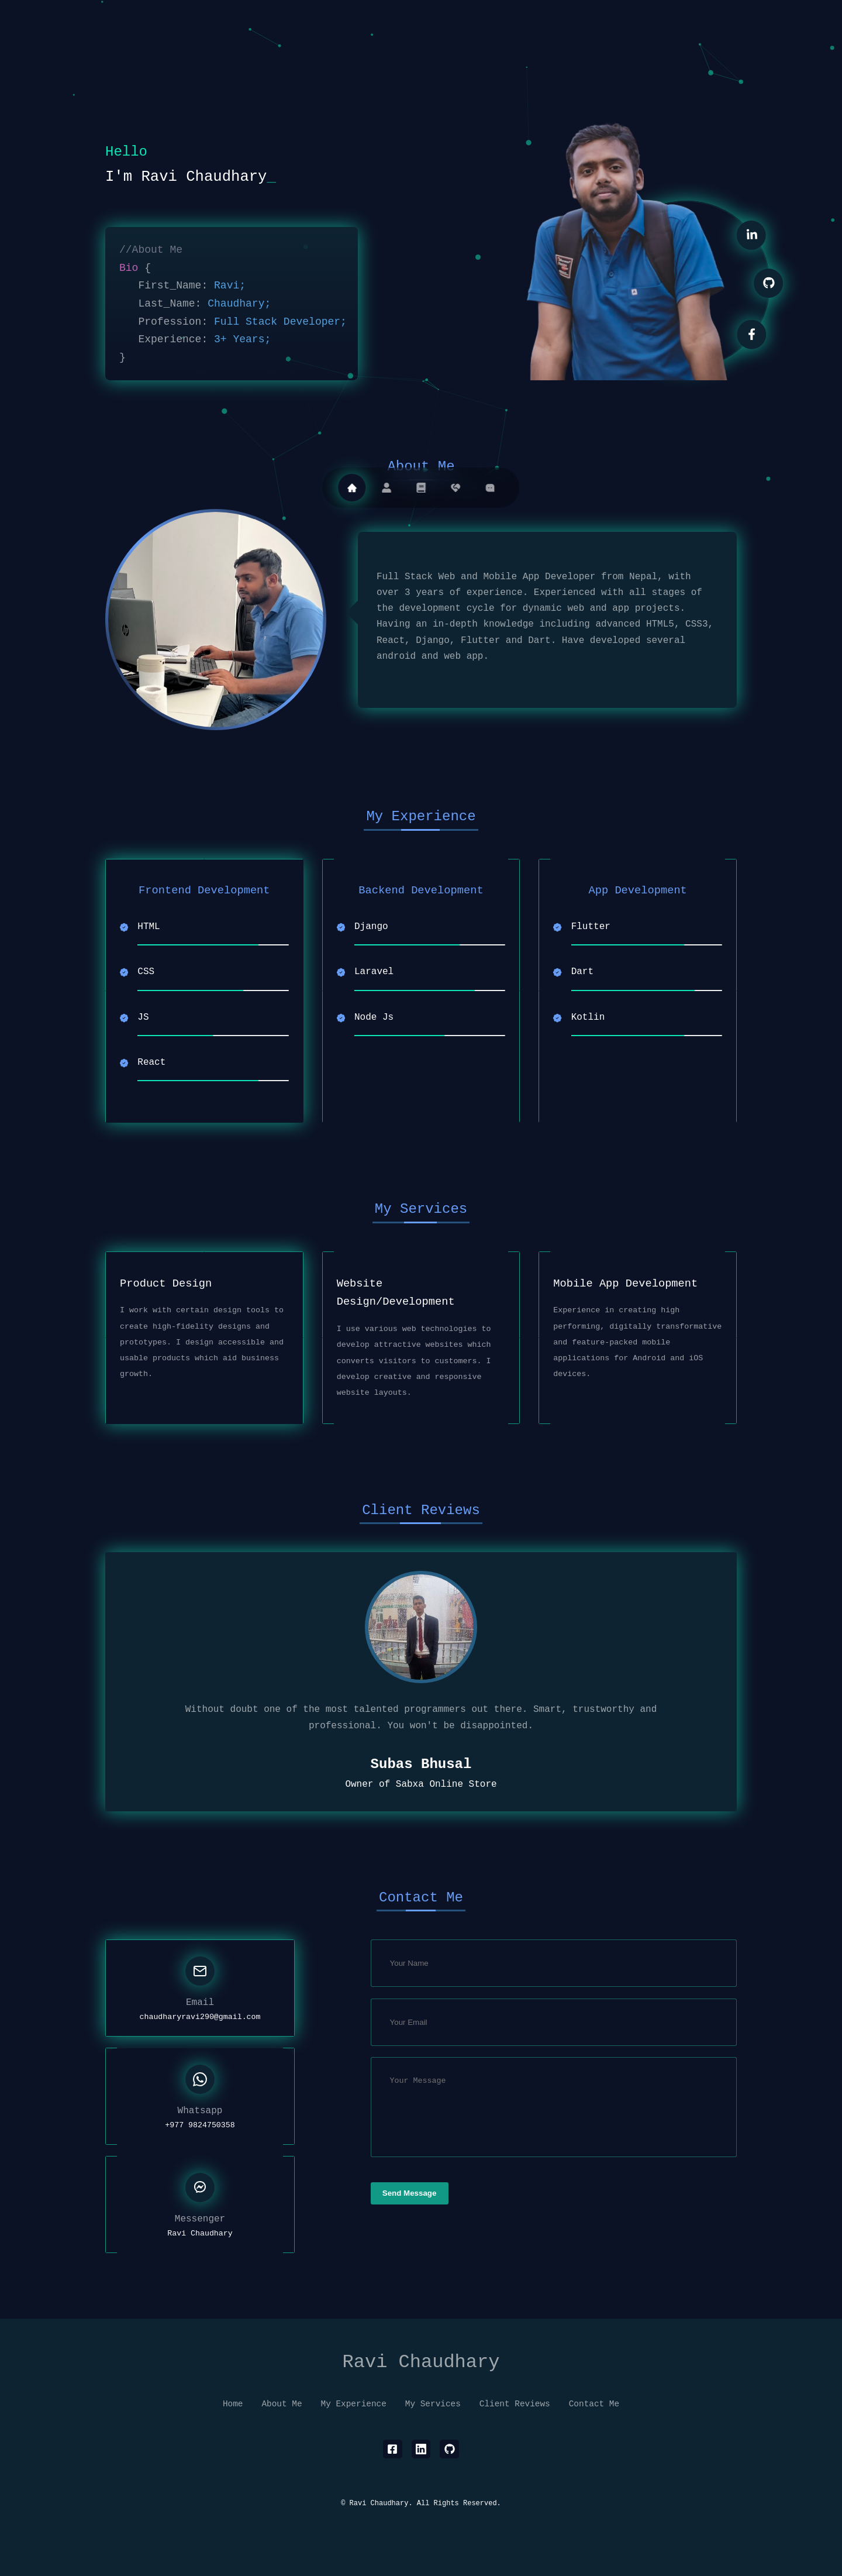 Hello
I'm Ravi Chaudhary_
//About Me
Bio {
First_Name: Ravi;
Last_Name: Chaudhary;
Profession: Full Stack Developer;
Experience: 3+ Years;
}
About Me
Full Stack Web and Mobile App Developer from Nepal, with
over 3 years of experience. Experienced with all stages of
the development cycle for dynamic web and app projects.
Having an in-depth knowledge including advanced HTML5, CSS3,
React, Django, Flutter and Dart. Have developed several
android and web app.
My Experience
Frontend Development
HTML
CSS
JS
React
Backend Development
Django
Laravel
Node Js
App Development
Flutter
Dart
Kotlin
My Services
Product Design
I work with certain design tools to
create high-fidelity designs and
prototypes. I design accessible and
usable products which aid business
growth.
Website
Design/Development
I use various web technologies to
develop attractive websites which
converts visitors to customers. I
develop creative and responsive
website layouts.
Mobile App Development
Experience in creating high
performing, digitally transformative
and feature-packed mobile
applications for Android and iOS
devices.
Client Reviews
Without doubt one of the most talented programmers out there. Smart, trustworthy and
professional. You won't be disappointed.
Subas Bhusal
Owner of Sabxa Online Store
Contact Me
Email
chaudharyravi290@gmail.com
Whatsapp
+977 9824750358
Messenger
Ravi Chaudhary
Your Name
Your Email
Your Message
Send Message
Ravi Chaudhary
Home About Me My Experience My Services Client Reviews Contact Me
© Ravi Chaudhary. All Rights Reserved.